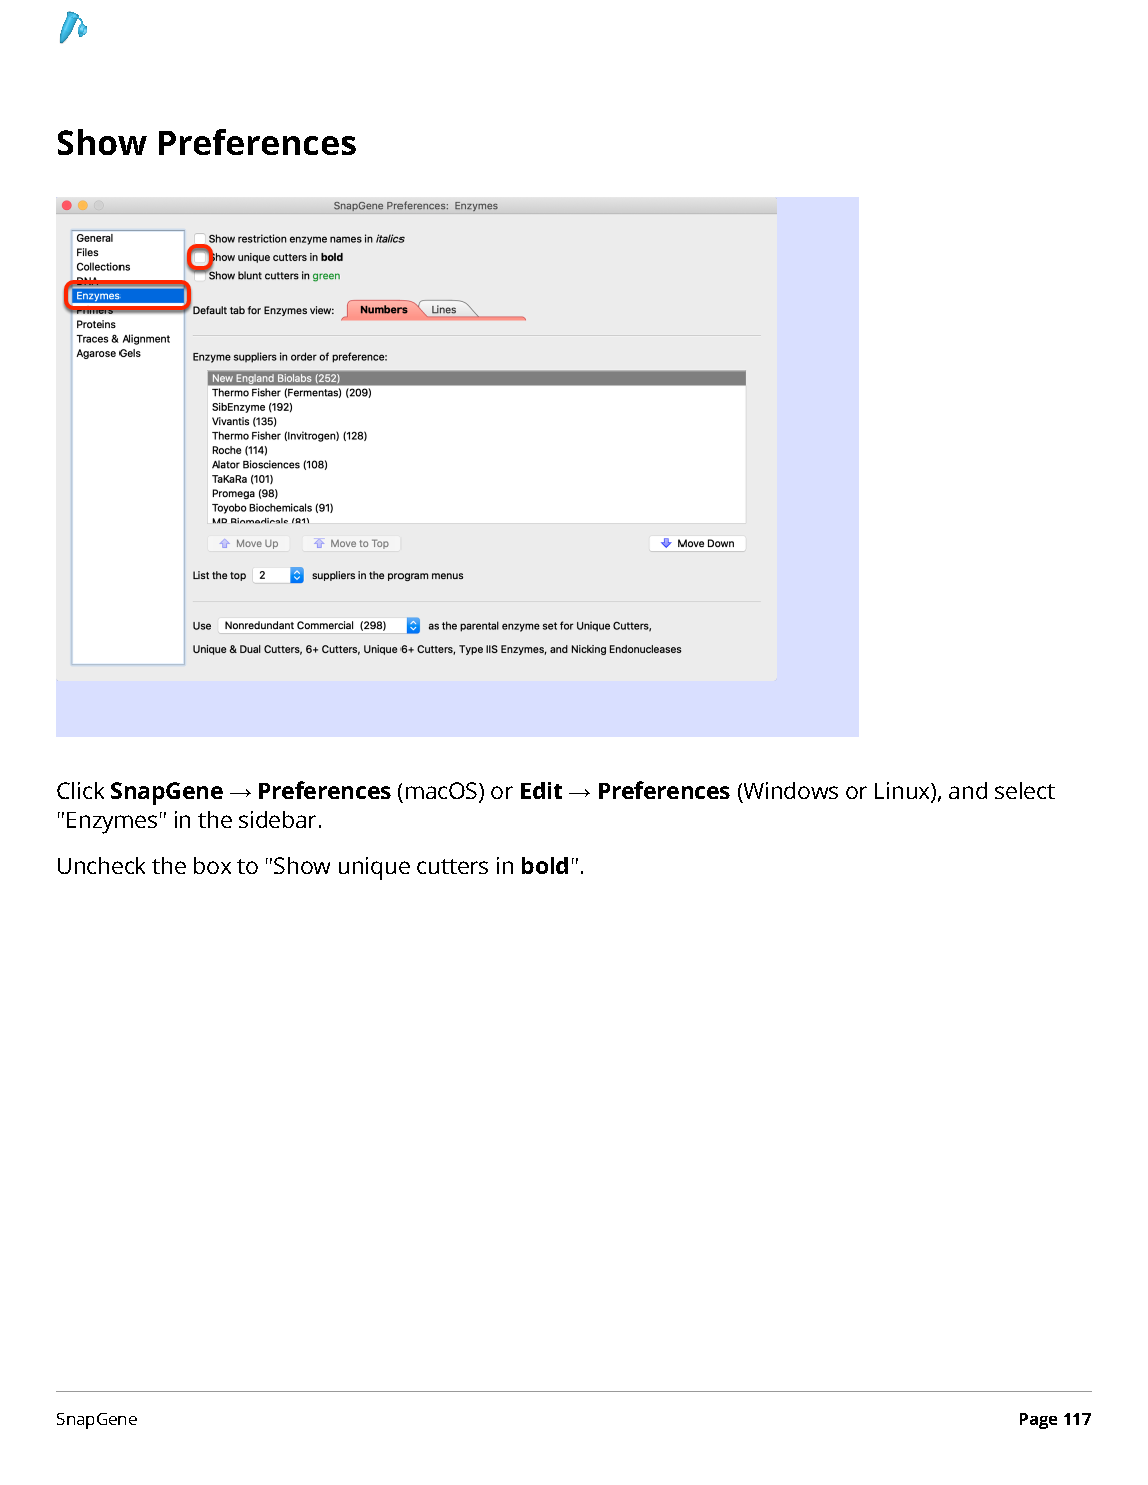 Show Preferences
SnapGene Preferences: Enzymes
General
Files
Collections
DNA
Enzymes
Primers
Proteins
Traces & Alignment
Agarose Gels
Show restriction enzyme names in italics
Show unique cutters in bold
Show blunt cutters in green
Default tab for Enzymes view: Numbers Lines
Enzyme suppliers in order of preference:
New England Biolabs (252)
Thermo Fisher (Fermentas) (209)
SibEnzyme (192)
Vivantis (135)
Thermo Fisher (Invitrogen) (128)
Roche (114)
Alator Biosciences (108)
TaKaRa (101)
Promega (98)
Toyobo Biochemicals (91)
MP Biomedicals (81)
Move Up Move to Top Move Down
List the top 2 suppliers in the program menus
Use Nonredundant Commercial (298) as the parental enzyme set for Unique Cutters,
Unique & Dual Cutters, 6+ Cutters, Unique 6+ Cutters, Type IIS Enzymes, and Nicking Endonucleases
Click SnapGene → Preferences (macOS) or Edit → Preferences (Windows or Linux), and select
"Enzymes" in the sidebar.
Uncheck the box to "Show unique cutters in bold".
SnapGene Page 117